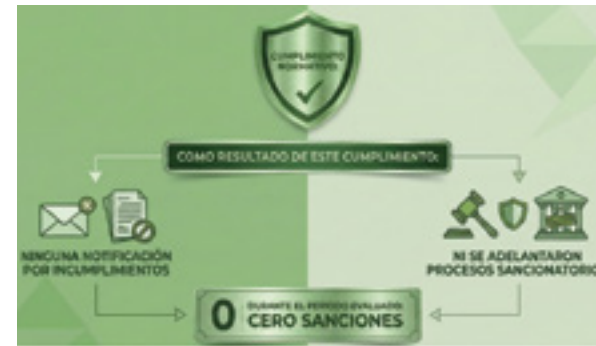 CUMPLIMIENTO
NORMATIVO
COMO RESULTADO DE ESTE CUMPLIMIENTO:
NINGUNA NOTIFICACIÓN
POR INCUMPLIMIENTOS
NI SE ADELANTARON
PROCESOS SANCIONATORIO
0
DURANTE EL PERIODO EVALUADO:
CERO SANCIONES